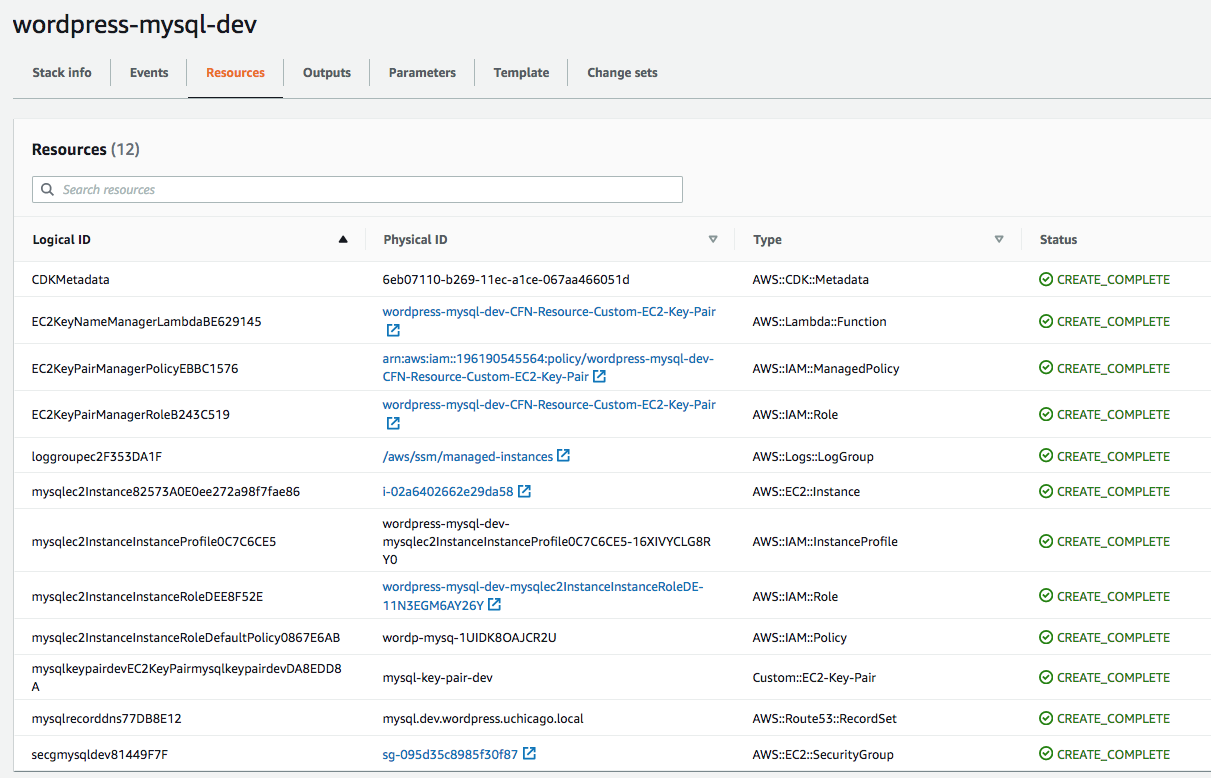 wordpress-mysql-dev
Stack info Events Resources Outputs Parameters Template Change sets
Resources (12)
Search resources
Logical ID Physical ID Type Status
CDKMetadata 6eb07110-b269-11ec-a1ce-067aa466051d AWS::CDK::Metadata CREATE_COMPLETE
EC2KeyNameManagerLambdaBE629145 wordpress-mysql-dev-CFN-Resource-Custom-EC2-Key-Pair AWS::Lambda::Function CREATE_COMPLETE
EC2KeyPairManagerPolicyEBBC1576 arn:aws:iam::196190545564:policy/wordpress-mysql-dev-
CFN-Resource-Custom-EC2-Key-Pair AWS::IAM::ManagedPolicy CREATE_COMPLETE
EC2KeyPairManagerRoleB243C519 wordpress-mysql-dev-CFN-Resource-Custom-EC2-Key-Pair AWS::IAM::Role CREATE_COMPLETE
loggroupec2F353DA1F /aws/ssm/managed-instances AWS::Logs::LogGroup CREATE_COMPLETE
mysqlec2Instance82573A0E0ee272a98f7fae86 i-02a6402662e29da58 AWS::EC2::Instance CREATE_COMPLETE
mysqlec2InstanceInstanceProfile0C7C6CE5 wordpress-mysql-dev-
mysqlec2InstanceInstanceProfile0C7C6CE5-16XIVYCLG8R
Y0 AWS::IAM::InstanceProfile CREATE_COMPLETE
mysqlec2InstanceInstanceRoleDEE8F52E wordpress-mysql-dev-mysqlec2InstanceInstanceRoleDE-
11N3EGM6AY26Y AWS::IAM::Role CREATE_COMPLETE
mysqlec2InstanceInstanceRoleDefaultPolicy0867E6AB wordp-mysq-1UIDK8OAJCR2U AWS::IAM::Policy CREATE_COMPLETE
mysqlkeypairdevEC2KeyPairmysqlkeypairdevDA8EDD8
A mysql-key-pair-dev Custom::EC2-Key-Pair CREATE_COMPLETE
mysqlrecorddns77DB8E12 mysql.dev.wordpress.uchicago.local AWS::Route53::RecordSet CREATE_COMPLETE
secgmysqldev81449F7F sg-095d35c8985f30f87 AWS::EC2::SecurityGroup CREATE_COMPLETE